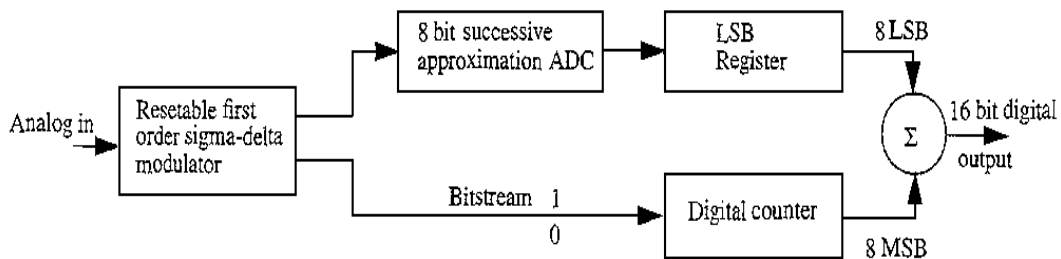 8 bit successive
approximation ADC
LSB
Register
8 LSB
Analog in
Resetable first
order sigma-delta
modulator
Σ
16 bit digital
output
Bitstream 1
0
Digital counter
8 MSB